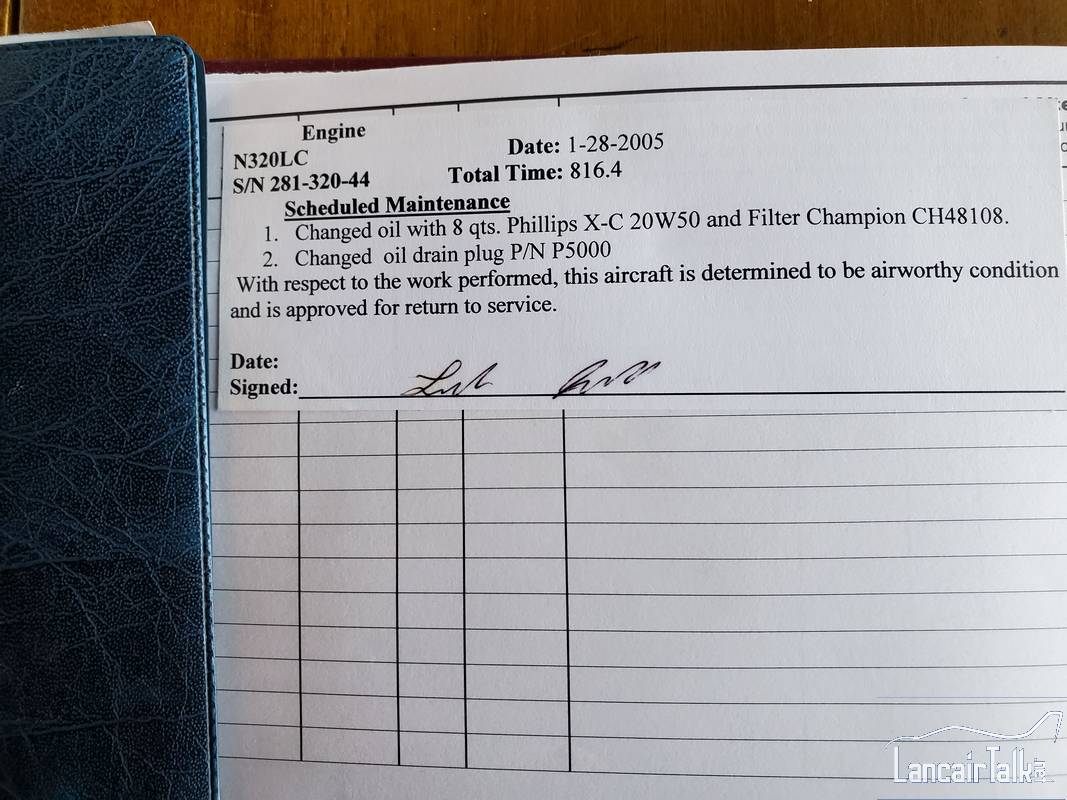 Engine
N320LC
Date: 1-28-2005
S/N 281-320-44
Total Time: 816.4
Scheduled Maintenance
1. Changed oil with 8 qts. Phillips X-C 20W50 and Filter Champion CH48108.
2. Changed oil drain plug P/N P5000
With respect to the work performed, this aircraft is determined to be airworthy condition
and is approved for return to service.
Date:
Signed:
LancairTalk